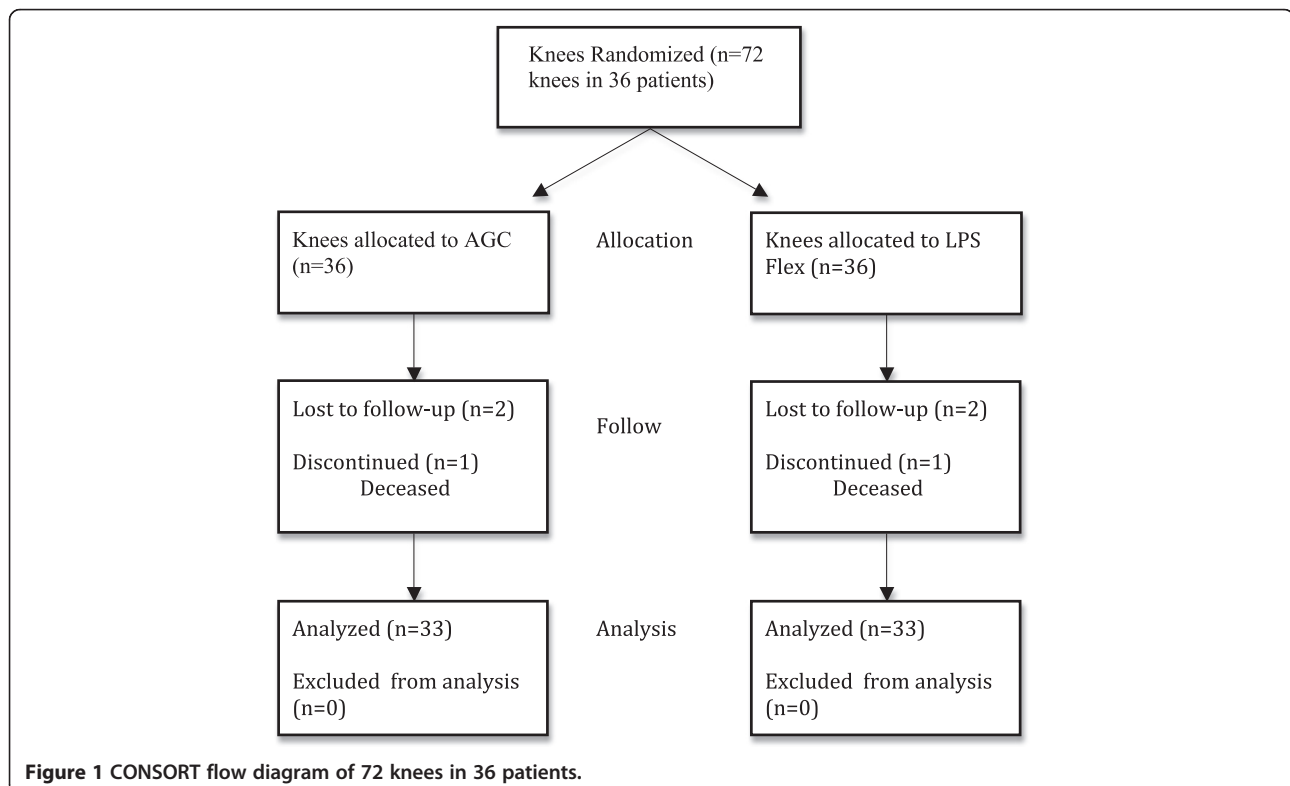 Knees Randomized (n=72
knees in 36 patients)
Knees allocated to AGC
(n=36)
Allocation
Knees allocated to LPS
Flex (n=36)
Lost to follow-up (n=2)
Discontinued (n=1)
Deceased
Follow
Lost to follow-up (n=2)
Discontinued (n=1)
Deceased
Analyzed (n=33)
Excluded from analysis
(n=0)
Analysis
Analyzed (n=33)
Excluded from analysis
(n=0)
Figure 1 CONSORT flow diagram of 72 knees in 36 patients.